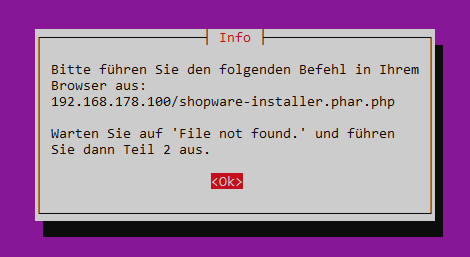 Info
Bitte führen Sie den folgenden Befehl in Ihrem
Browser aus:
192.168.178.100/shopware-installer.phar.php
Warten Sie auf 'File not found.' und führen
Sie dann Teil 2 aus.
<Ok>